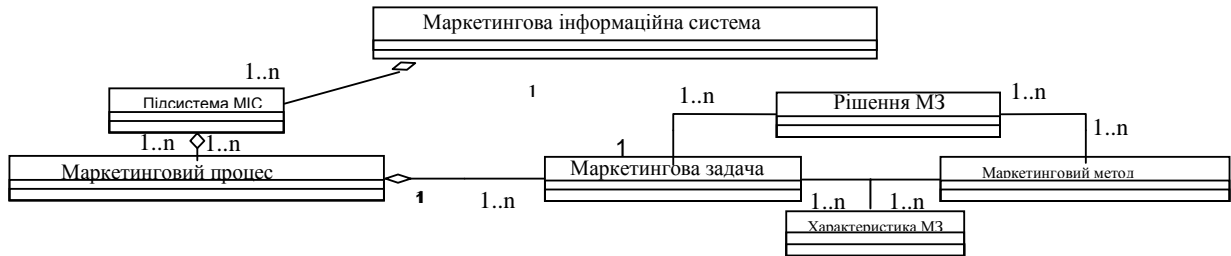 Маркетингова інформаційна система
1..n
1
Підсистема МІС
1..n
Рішення МЗ
1..n
1..n
1..n
1..n
1
Маркетинговий процес
Маркетингова задача
Маркетинговий метод
1
1..n
1..n
1..n
Характеристика МЗ